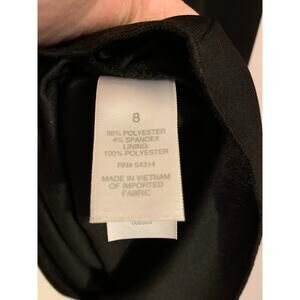 8
96% POLYESTER
4% SPANDEX
LINING:
100% POLYESTER
RN# 54314
MADE IN VIETNAM
OF IMPORTED
FABRIC